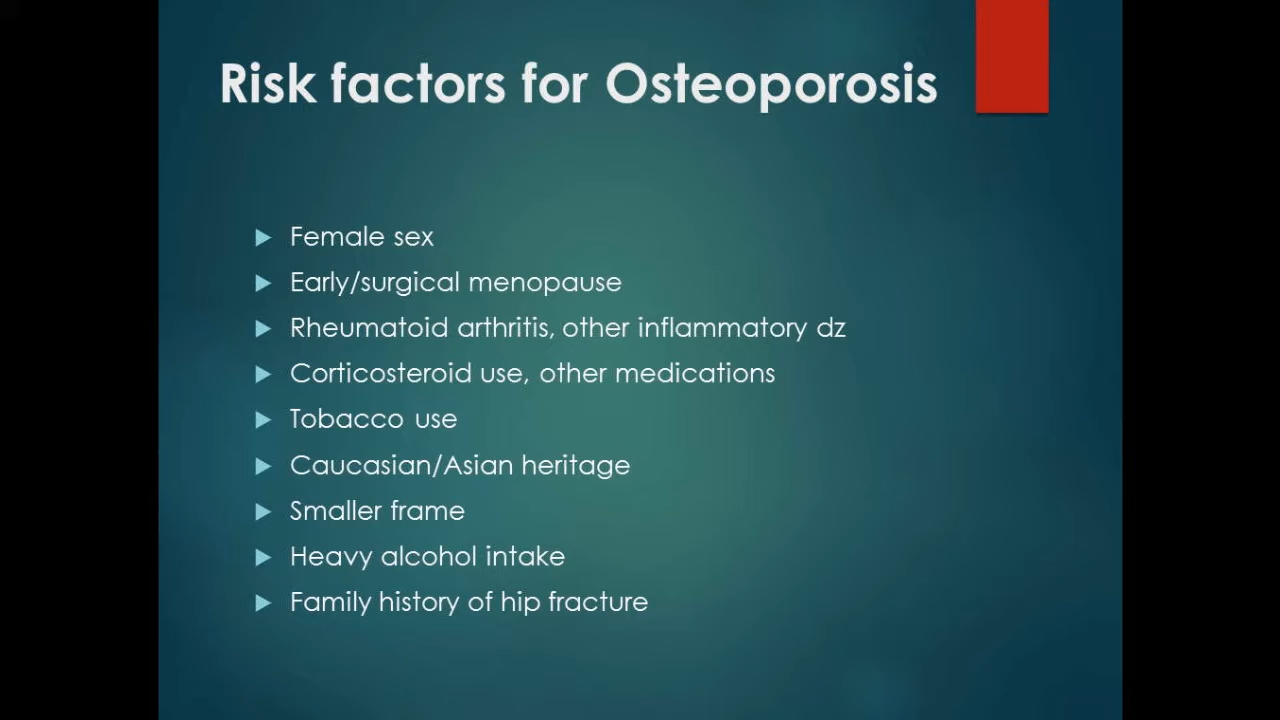 Risk factors for Osteoporosis
Female sex
Early/surgical menopause
Rheumatoid arthritis, other inflammatory dz
Corticosteroid use, other medications
Tobacco use
Caucasian/Asian heritage
Smaller frame
Heavy alcohol intake
Family history of hip fracture